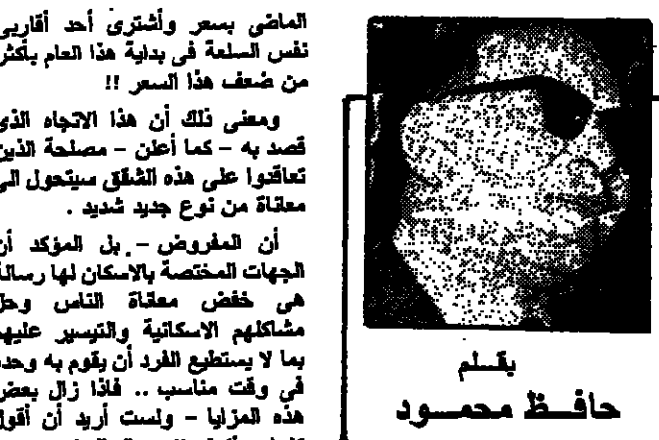 الماضى بسعر وأشترى أحد أقاربى
نفس السلعة فى بداية هذا العام بأكثر
من ضعف هذا السعر !!
ومعنى ذلك أن هذا الاتجاه الذى
قصد به – كما أعلن – مصلحة الذين
تعاقدوا على هذه الشقق سيتحول الى
معاناة من نوع جديد شديد .
أن المفروض – بل المؤكد أن
الجهات المختصة بالاسكان لها رسالة
هى خفض معاناة الناس وحل
مشاكلهم الاسكانية والتيسير عليهم
بما لا يستطيع الفرد أن يقوم به وحده
فى وقت مناسب .. فاذا زال بعض
هذه المزايا – ولست أريد أن أقول
بقـلم
حافـظ محمـود